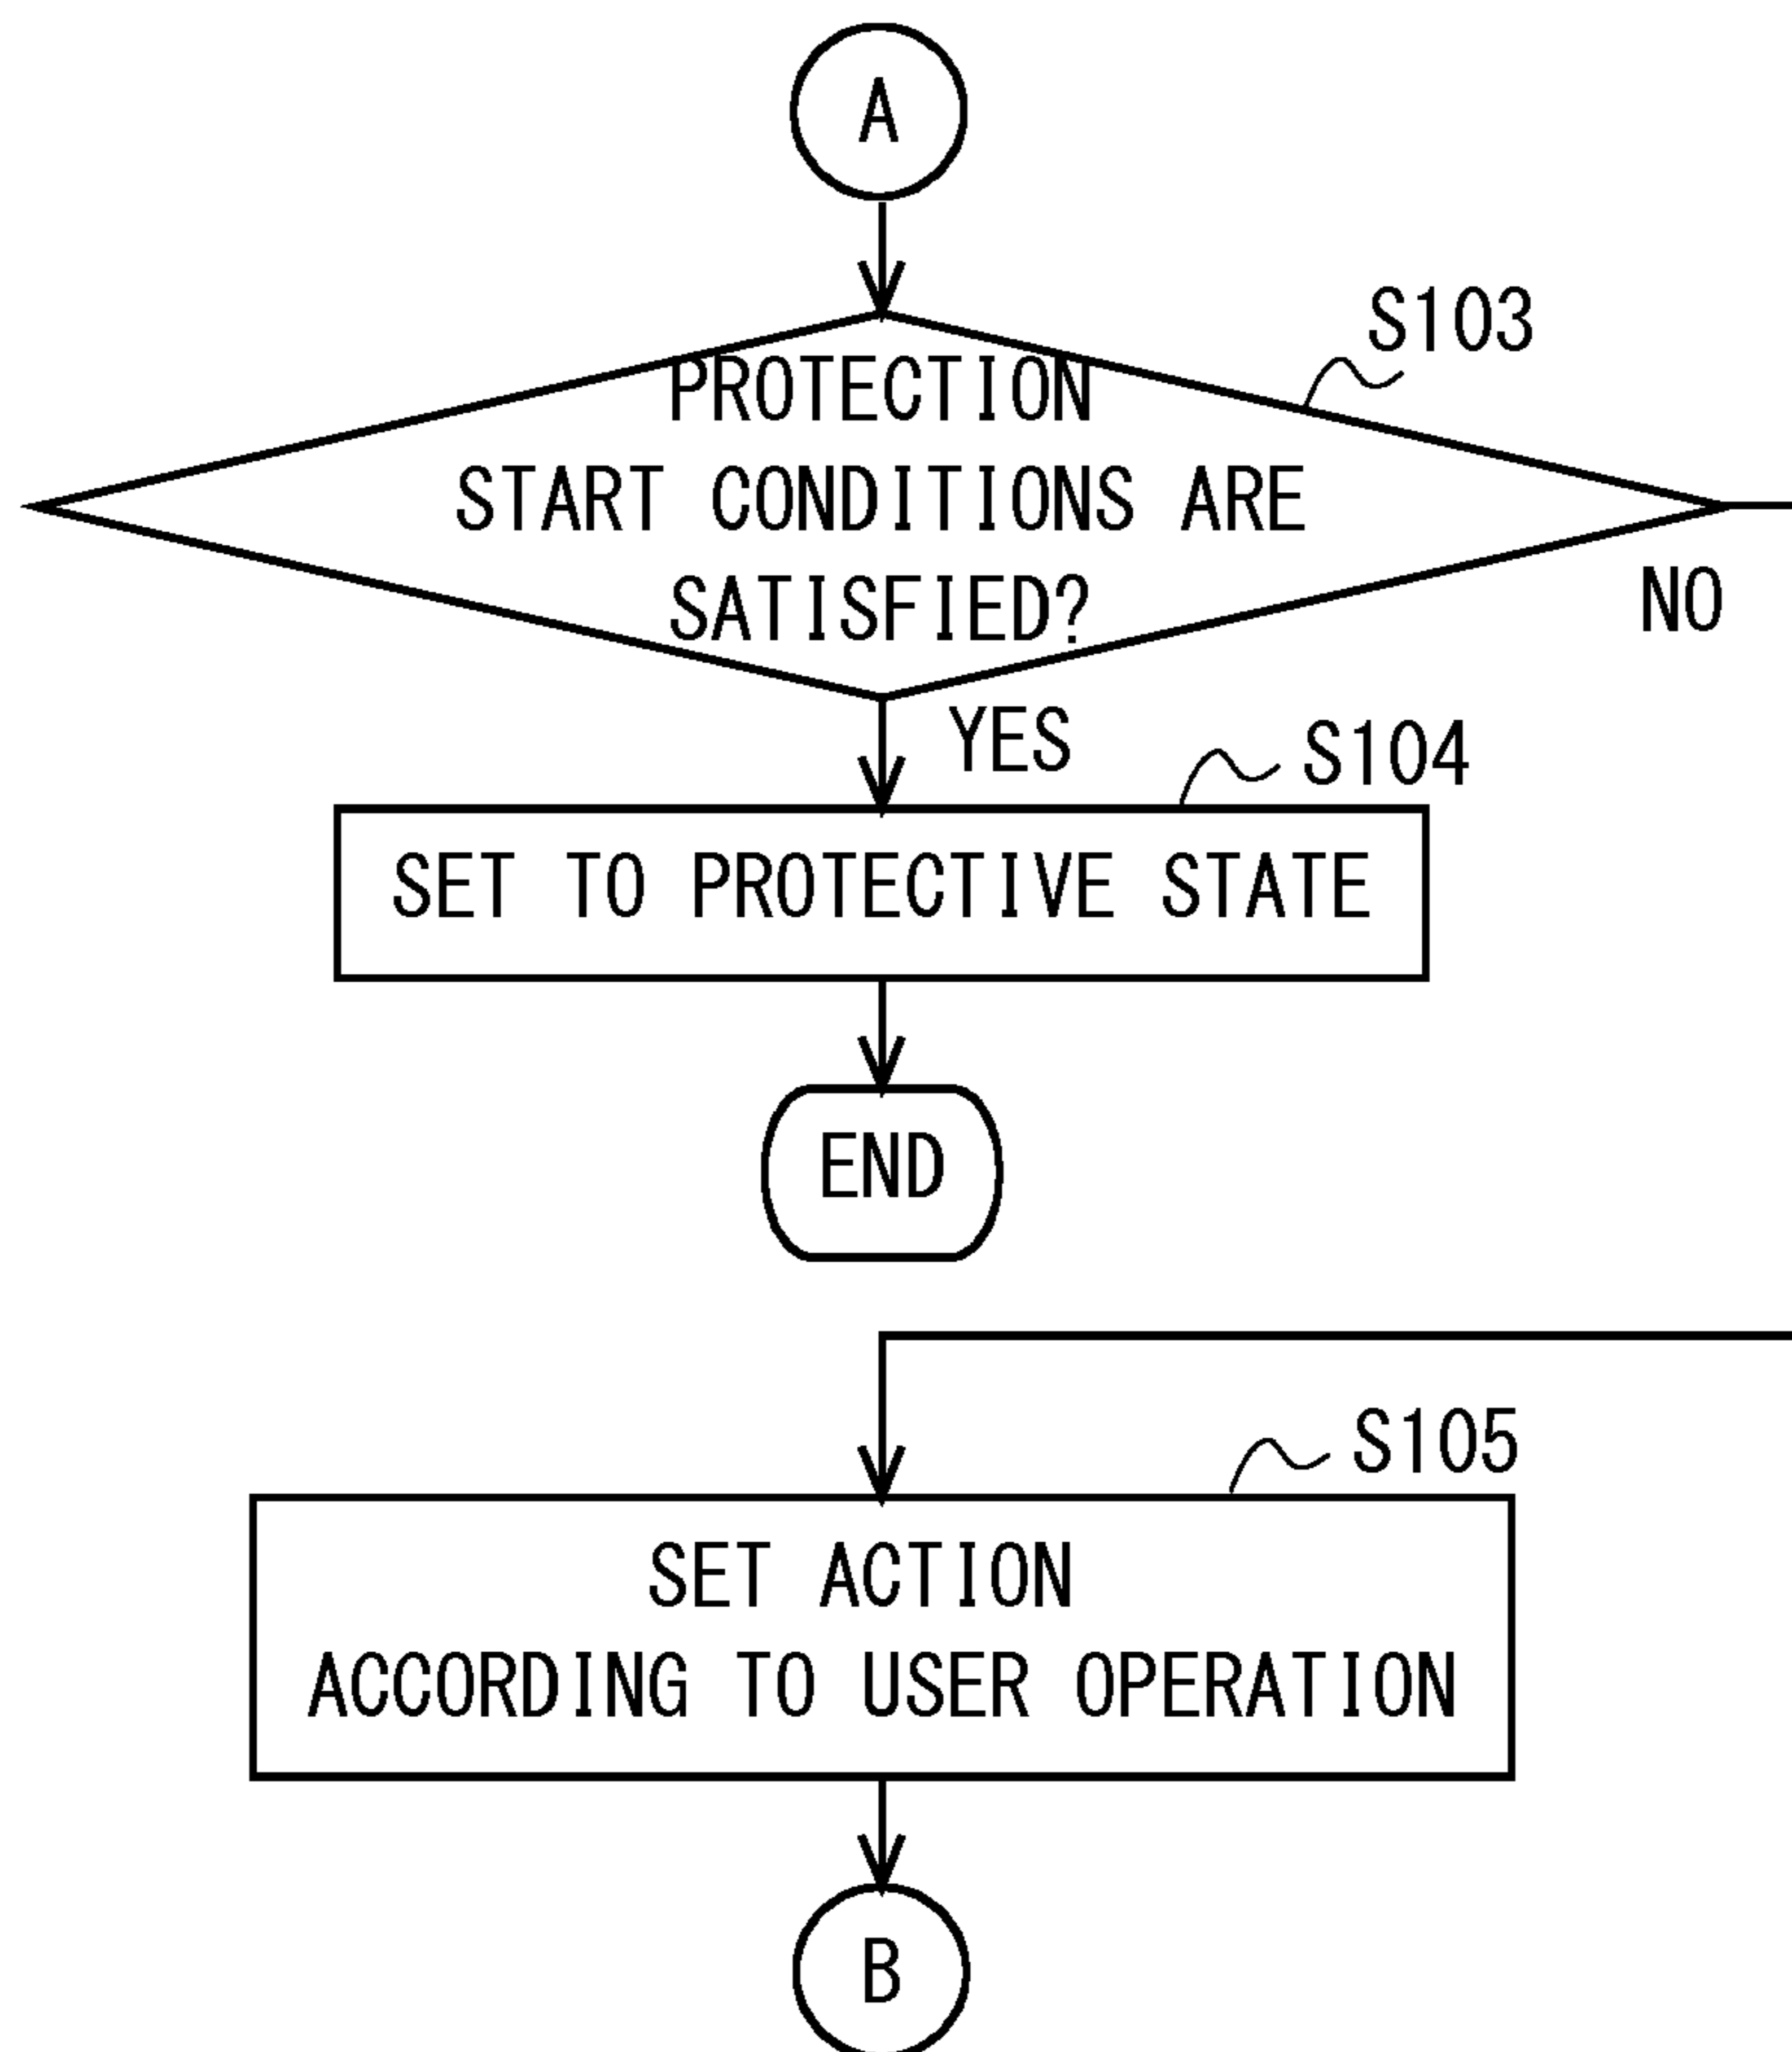 A
S103
PROTECTION
START CONDITIONS ARE
SATISFIED?
NO
YES
S104
SET TO PROTECTIVE STATE
END
S105
SET ACTION
ACCORDING TO USER OPERATION
B